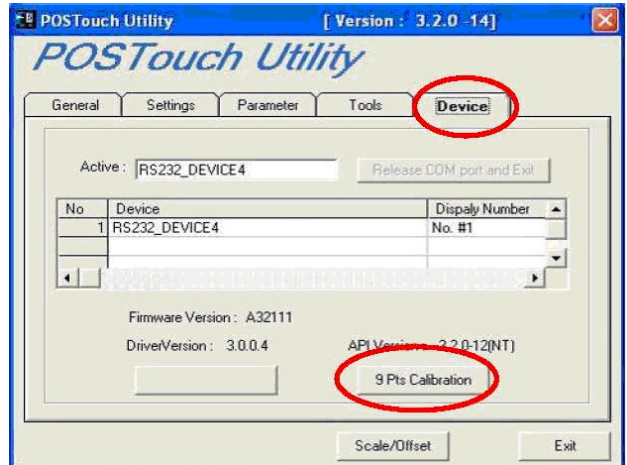 POSTouch Utility [ Version : 3.2.0 -14]
POSTouch Utility
General Settings Parameter Tools Device
Active : RS232_DEVICE4 Release COM port and Exit
No Device Dispaly Number
1 RS232_DEVICE4 No. #1
Firmware Version : A32111
DriverVersion : 3.0.0.4 API Version : 3.2.0-12(NT)
9 Pts Calibration
Scale/Offset Exit